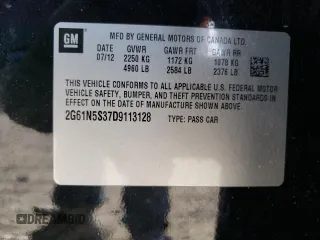 GM
MFD BY GENERAL MOTORS OF CANADA LTD.
DATE GVWR GAWR FRT GAWR RR
07/12 2250 KG 1172 KG 1078 KG
4960 LB 2584 LB 2376 LB
THIS VEHICLE CONFORMS TO ALL APPLICABLE U.S. FEDERAL MOTOR
VEHICLE SAFETY, BUMPER, AND THEFT PREVENTION STANDARDS IN
EFFECT ON THE DATE OF MANUFACTURE SHOWN ABOVE.
2G61N5S37D9113128 TYPE: PASS CAR
© DREAMBID